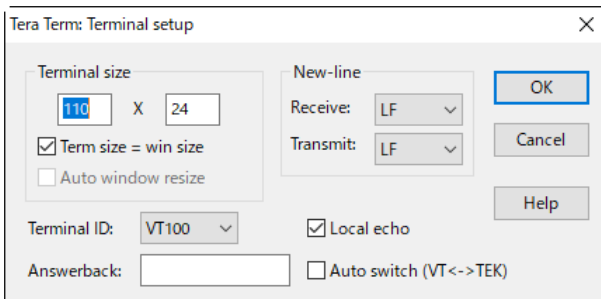 Tera Term: Terminal setup
Terminal size
110 X 24
Term size = win size
Auto window resize
New-line
Receive: LF
Transmit: LF
OK
Cancel
Help
Terminal ID: VT100
Local echo
Answerback:
Auto switch (VT<->TEK)